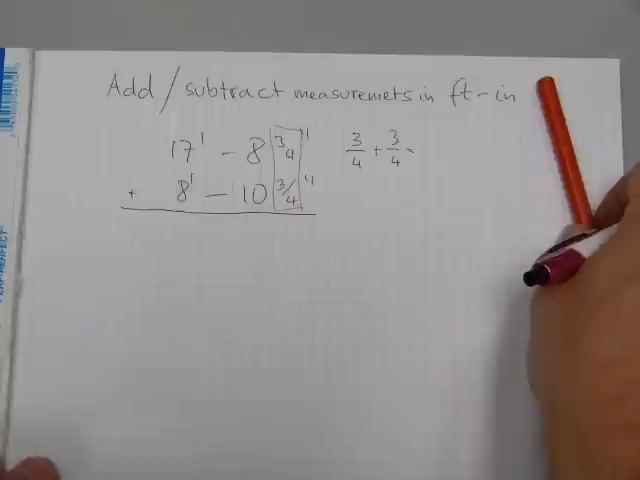 Add / subtract measuremets in ft-in
17' - 8 3/4" 3/4 + 3/4 =
+ 8' - 10 3/4"